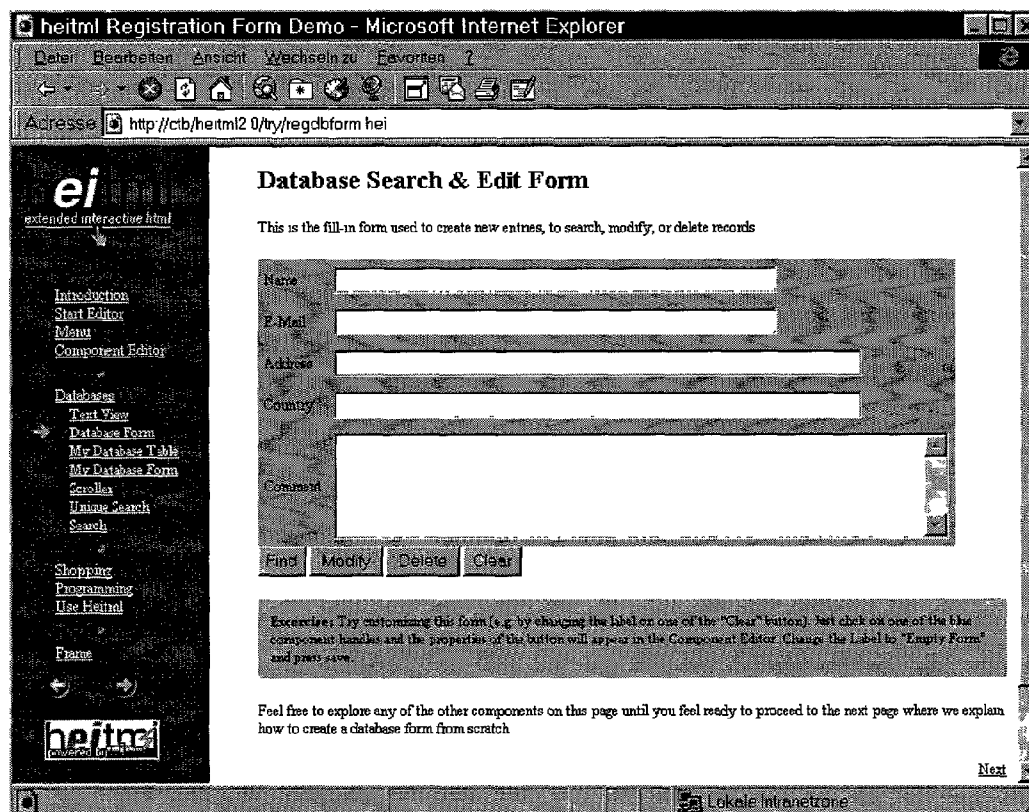 heitml Registration Form Demo - Microsoft Internet Explorer
Datei Bearbeiten Ansicht Wechseln zu Favoriten ?
Adresse http://ctb/heitml2 0/try/regdbform hei
ei
extended interactive html
Introduction
Start Editor
Menu
Component Editor
Databases
Text View
Database Form
My Database Table
My Database Form
Scroller
Unique Search
Search
Shopping
Programming
Use Heitml
Frame
heitml
powered by
Database Search & Edit Form
This is the fill-in form used to create new entries, to search, modify, or delete records
Name
E-Mail
Address
Country
Comment
Find Modify Delete Clear
Excercise: Try customizing this form (e.g. by changing the label on one of the "Clear" button). Just click on one of the blue
component handles and the properties of the button will appear in the Component Editor. Change the Label to "Empty Form"
and press save.
Feel free to explore any of the other components on this page until you feel ready to proceed to the next page where we explain
how to create a database form from scratch
Next
Lokale Intranetzone